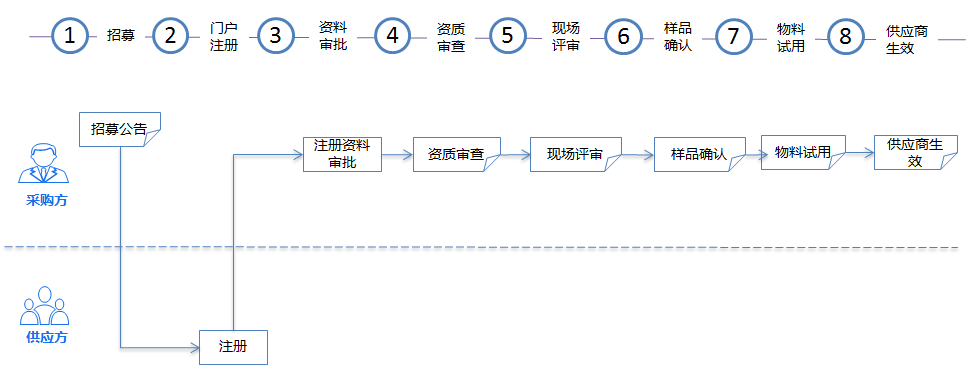 1 招募 2 门户注册 3 资料审批 4 资质审查 5 现场评审 6 样品确认 7 物料试用 8 供应商生效
招募公告
注册资料
审批
资质审查
现场评审
样品确认
物料试用
供应商生
效
采购方
供应方
注册